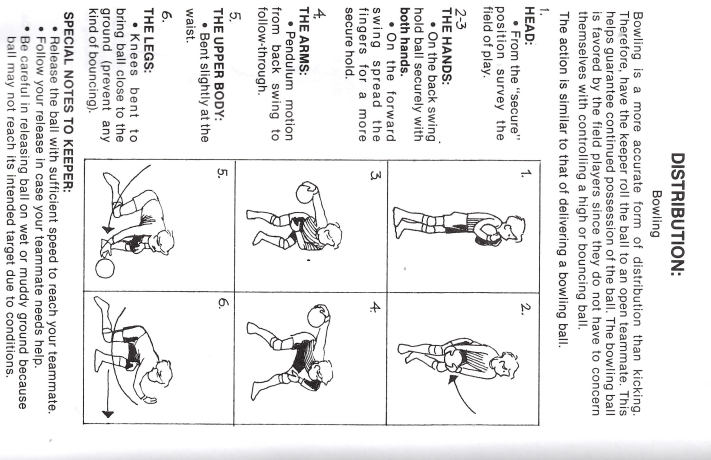 DISTRIBUTION:
Bowling
Bowling is a more accurate form of distribution than kicking.
Therefore, have the keeper roll the ball to an open teammate. This
helps guarantee continued possession of the ball. The bowling ball
is favored by the field players since they do not have to concern
themselves with controlling a high or bouncing ball.
The action is similar to that of delivering a bowling ball.
1.
HEAD:
• From the "secure"
position survey the
field of play.
2-3
THE HANDS:
• On the back swing
hold ball securely with
both hands.
• On the forward
swing spread the
fingers for a more
secure hold.
4.
THE ARMS:
• Pendulum motion
from back swing to
follow-through.
5.
THE UPPER BODY:
• Bent slightly at the
waist.
6.
THE LEGS:
• Knees bent to
bring ball close to the
ground (prevent any
kind of bouncing).
1.
2.
3.
4.
5.
6.
SPECIAL NOTES TO KEEPER:
• Release the ball with sufficient speed to reach your teammate.
• Follow your release in case your teammate needs help.
• Be careful in releasing ball on wet or muddy ground because
ball may not reach its intended target due to conditions.